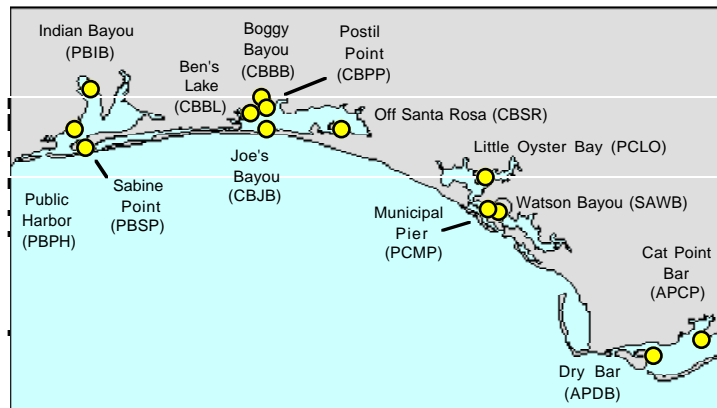 Indian Bayou
(PBIB)
Boggy
Bayou
(CBBB)
Postil
Point
(CBPP)
Ben's
Lake
(CBBL)
Off Santa Rosa (CBSR)
Little Oyster Bay (PCLO)
Joe's
Bayou
(CBJB)
Sabine
Point
(PBSP)
Public
Harbor
(PBPH)
Watson Bayou (SAWB)
Municipal
Pier
(PCMP)
Cat Point
Bar
(APCP)
Dry Bar
(APDB)